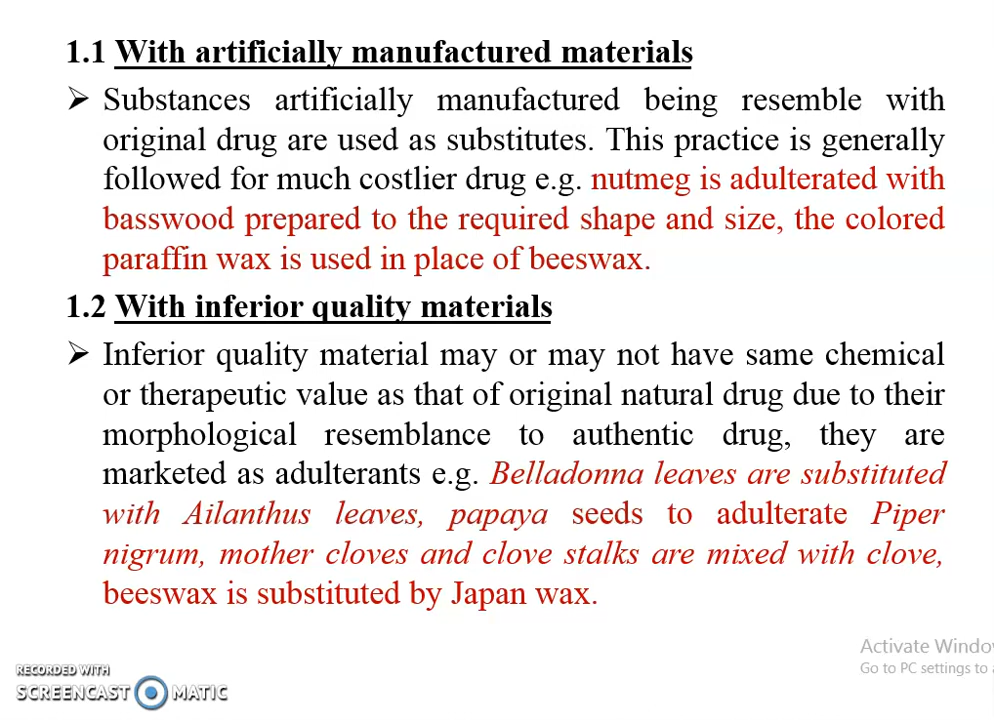 1.1 With artificially manufactured materials
➢ Substances artificially manufactured being resemble with
original drug are used as substitutes. This practice is generally
followed for much costlier drug e.g. nutmeg is adulterated with
basswood prepared to the required shape and size, the colored
paraffin wax is used in place of beeswax.
1.2 With inferior quality materials
➢ Inferior quality material may or may not have same chemical
or therapeutic value as that of original natural drug due to their
morphological resemblance to authentic drug, they are
marketed as adulterants e.g. Belladonna leaves are substituted
with Ailanthus leaves, papaya seeds to adulterate Piper
nigrum, mother cloves and clove stalks are mixed with clove,
beeswax is substituted by Japan wax.
Activate Windo
Go to PC settings to
RECORDED WITH
SCREENCAST MATIC